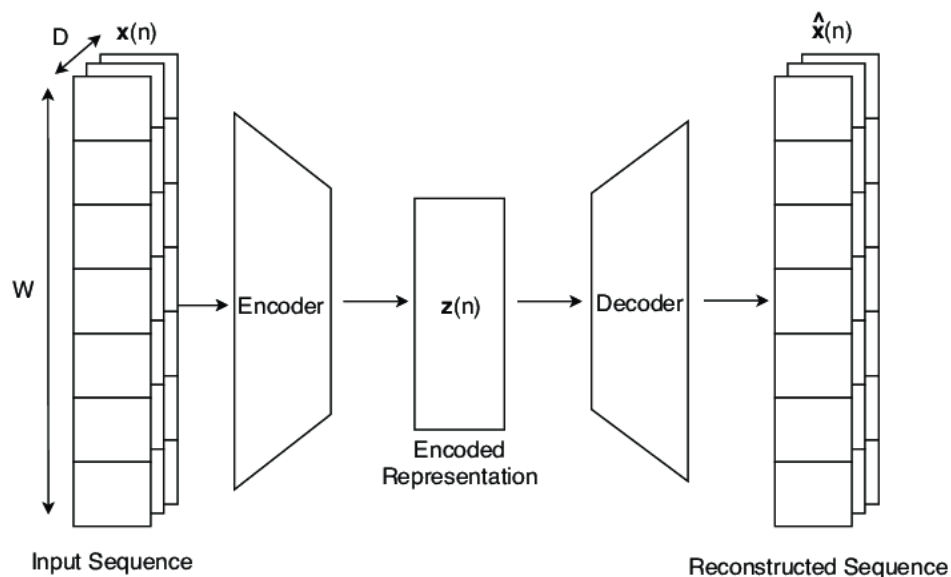 D
x(n)
x̂(n)
W
Encoder
z(n)
Decoder
Encoded
Representation
Input Sequence
Reconstructed Sequence